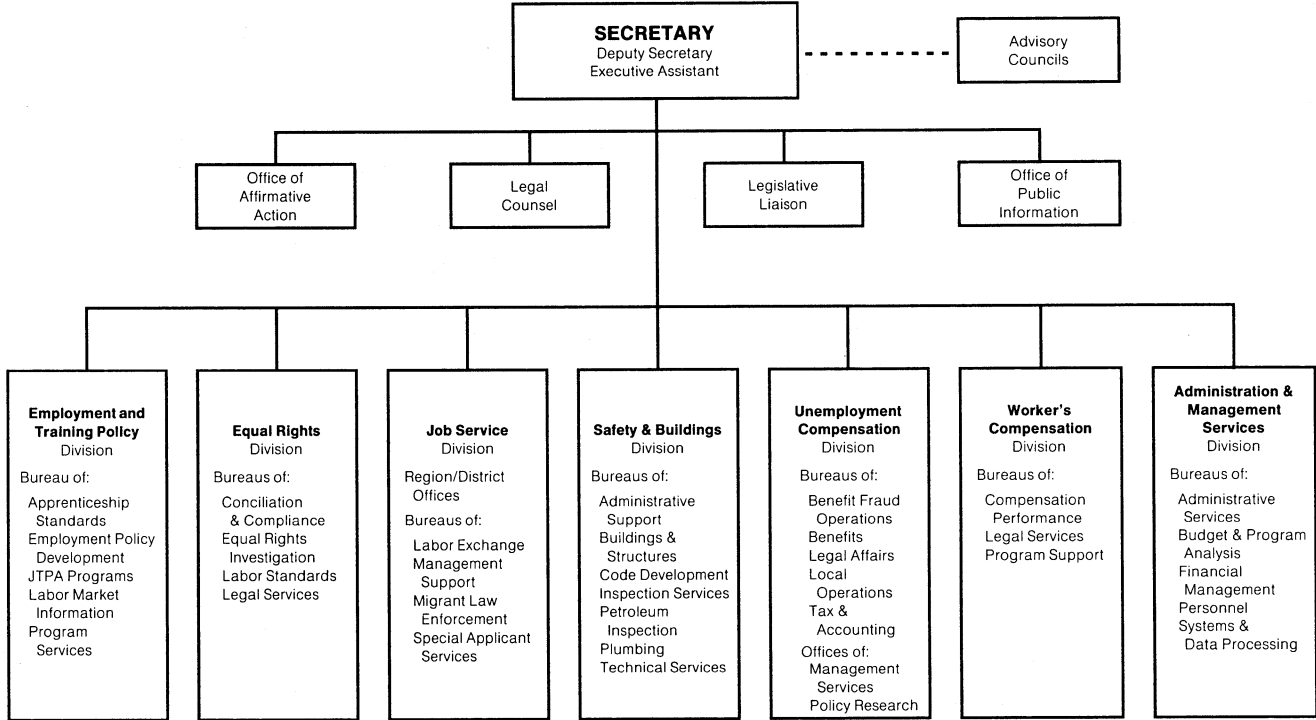 SECRETARY
Deputy Secretary
Executive Assistant
Advisory
Councils
Office of
Affirmative
Action
Legal
Counsel
Legislative
Liaison
Office of
Public
Information
Employment and
Training Policy
Division
Bureau of:
Apprenticeship
Standards
Employment Policy
Development
JTPA Programs
Labor Market
Information
Program
Services
Equal Rights
Division
Bureaus of:
Conciliation
& Compliance
Equal Rights
Investigation
Labor Standards
Legal Services
Job Service
Division
Region/District
Offices
Bureaus of:
Labor Exchange
Management
Support
Migrant Law
Enforcement
Special Applicant
Services
Safety & Buildings
Division
Bureaus of:
Administrative
Support
Buildings &
Structures
Code Development
Inspection Services
Petroleum
Inspection
Plumbing
Technical Services
Unemployment
Compensation
Division
Bureaus of:
Benefit Fraud
Operations
Benefits
Legal Affairs
Local
Operations
Tax &
Accounting
Offices of:
Management
Services
Policy Research
Worker's
Compensation
Division
Bureaus of:
Compensation
Performance
Legal Services
Program Support
Administration &
Management
Services
Division
Bureaus of:
Administrative
Services
Budget & Program
Analysis
Financial
Management
Personnel
Systems &
Data Processing